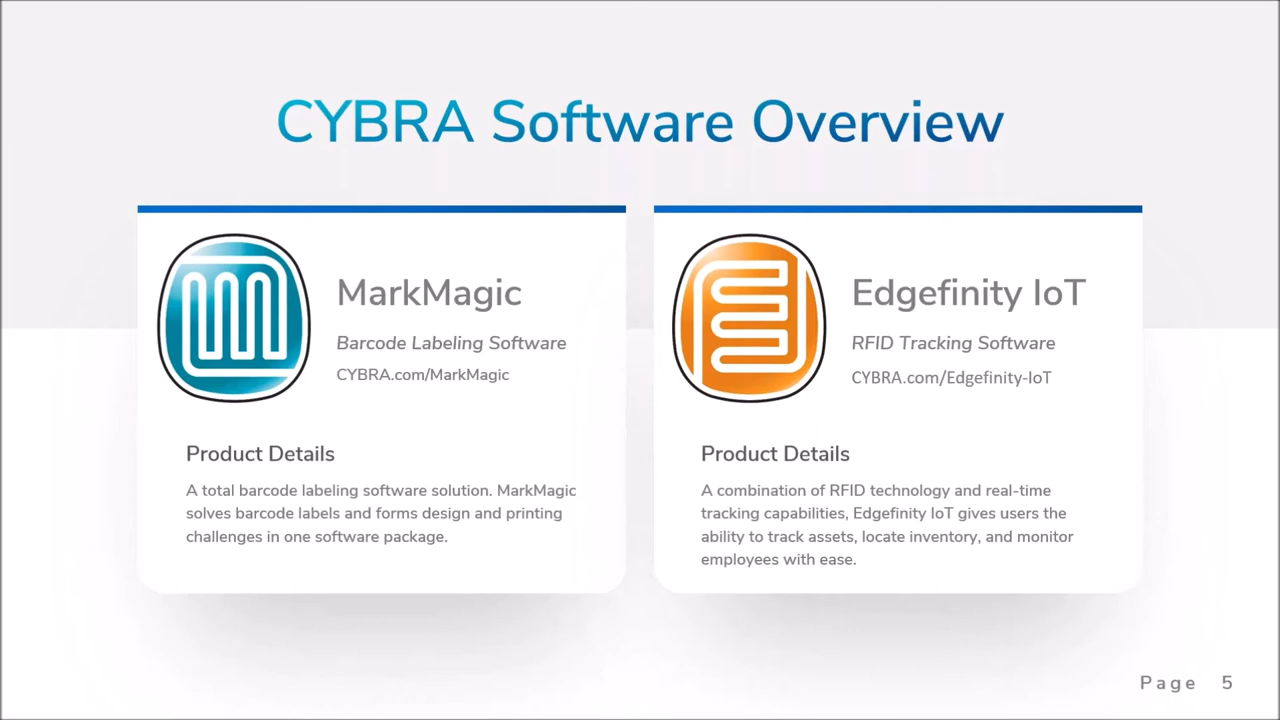 CYBRA Software Overview
MarkMagic
Barcode Labeling Software
CYBRA.com/MarkMagic
Product Details
A total barcode labeling software solution. MarkMagic
solves barcode labels and forms design and printing
challenges in one software package.
Edgefinity IoT
RFID Tracking Software
CYBRA.com/Edgefinity-IoT
Product Details
A combination of RFID technology and real-time
tracking capabilities, Edgefinity IoT gives users the
ability to track assets, locate inventory, and monitor
employees with ease.
Page 5